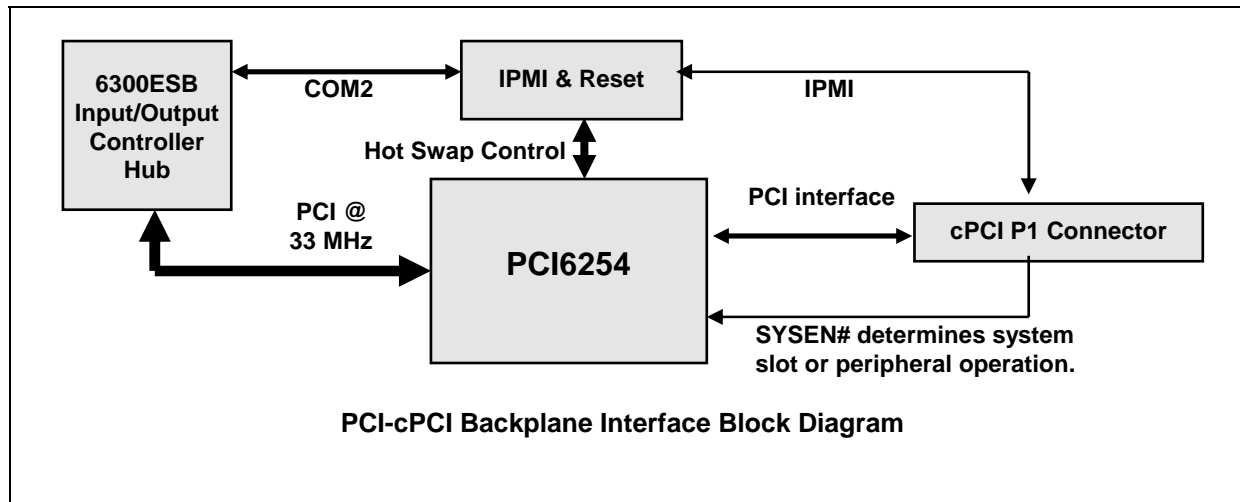 6300ESB
Input/Output
Controller
Hub
COM2
IPMI & Reset
IPMI
Hot Swap Control
PCI @
33 MHz
PCI6254
PCI interface
cPCI P1 Connector
SYSEN# determines system
slot or peripheral operation.
PCI-cPCI Backplane Interface Block Diagram